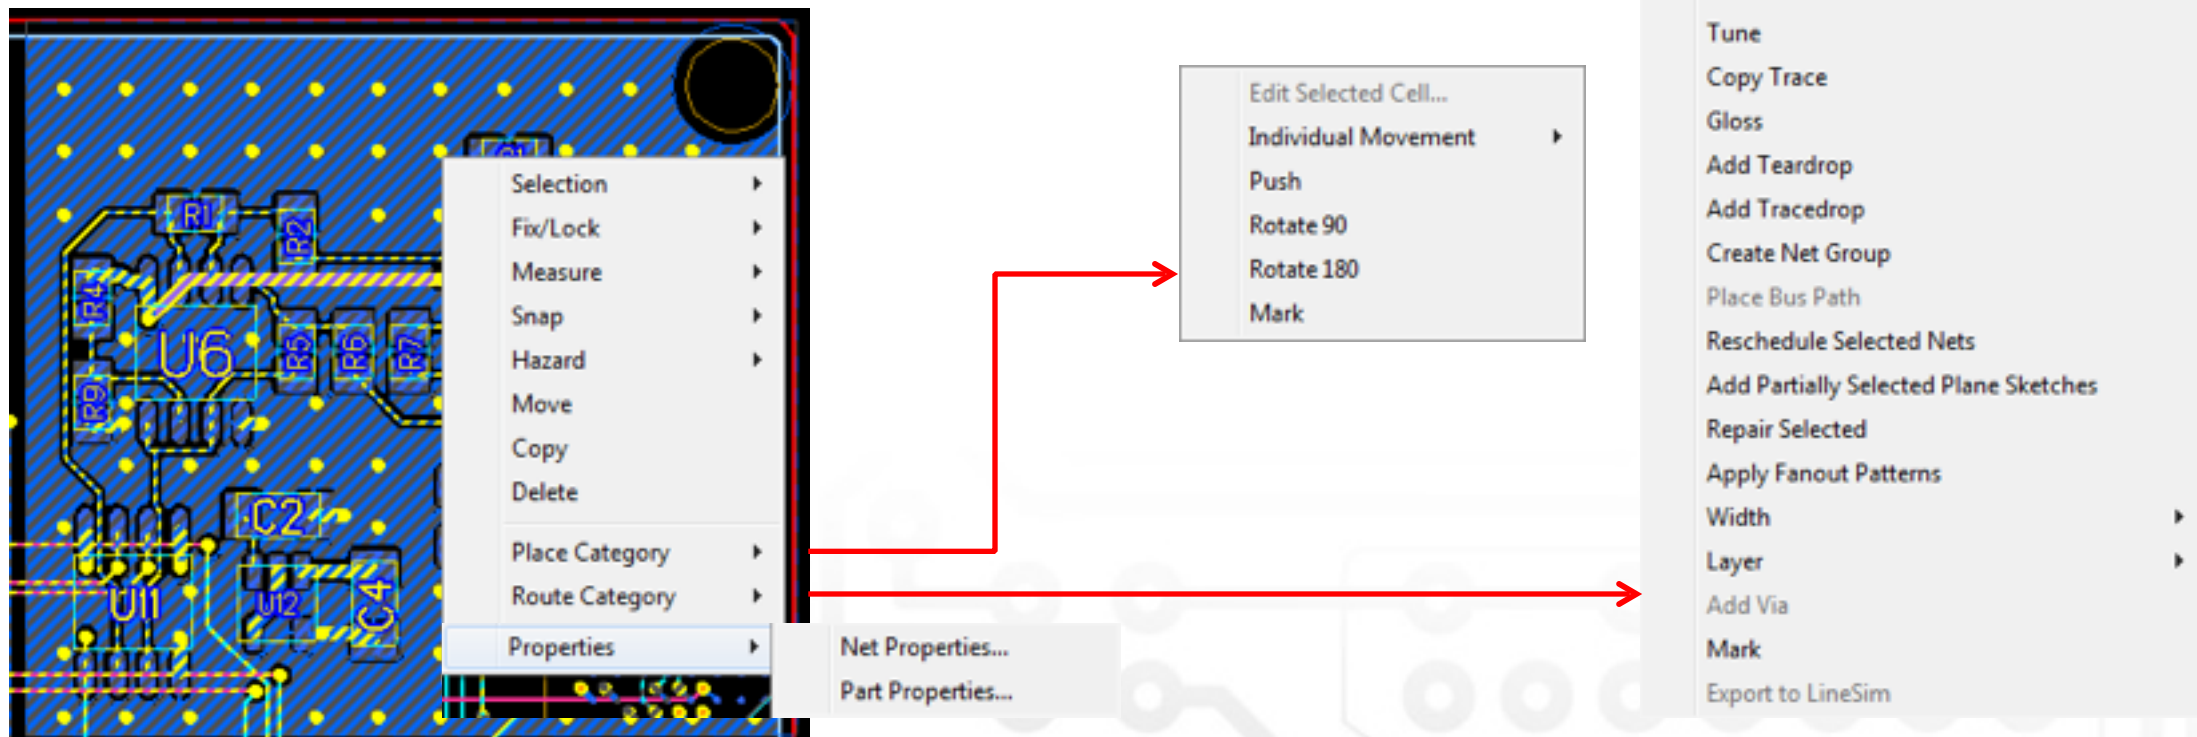 R1
R2
R4
U6
R5
R6
R7
R9
C2
U11
U12
C4
Selection
Fix/Lock
Measure
Snap
Hazard
Move
Copy
Delete
Place Category
Route Category
Properties
Net Properties...
Part Properties...
Edit Selected Cell...
Individual Movement
Push
Rotate 90
Rotate 180
Mark
Tune
Copy Trace
Gloss
Add Teardrop
Add Tracedrop
Create Net Group
Place Bus Path
Reschedule Selected Nets
Add Partially Selected Plane Sketches
Repair Selected
Apply Fanout Patterns
Width
Layer
Add Via
Mark
Export to LineSim